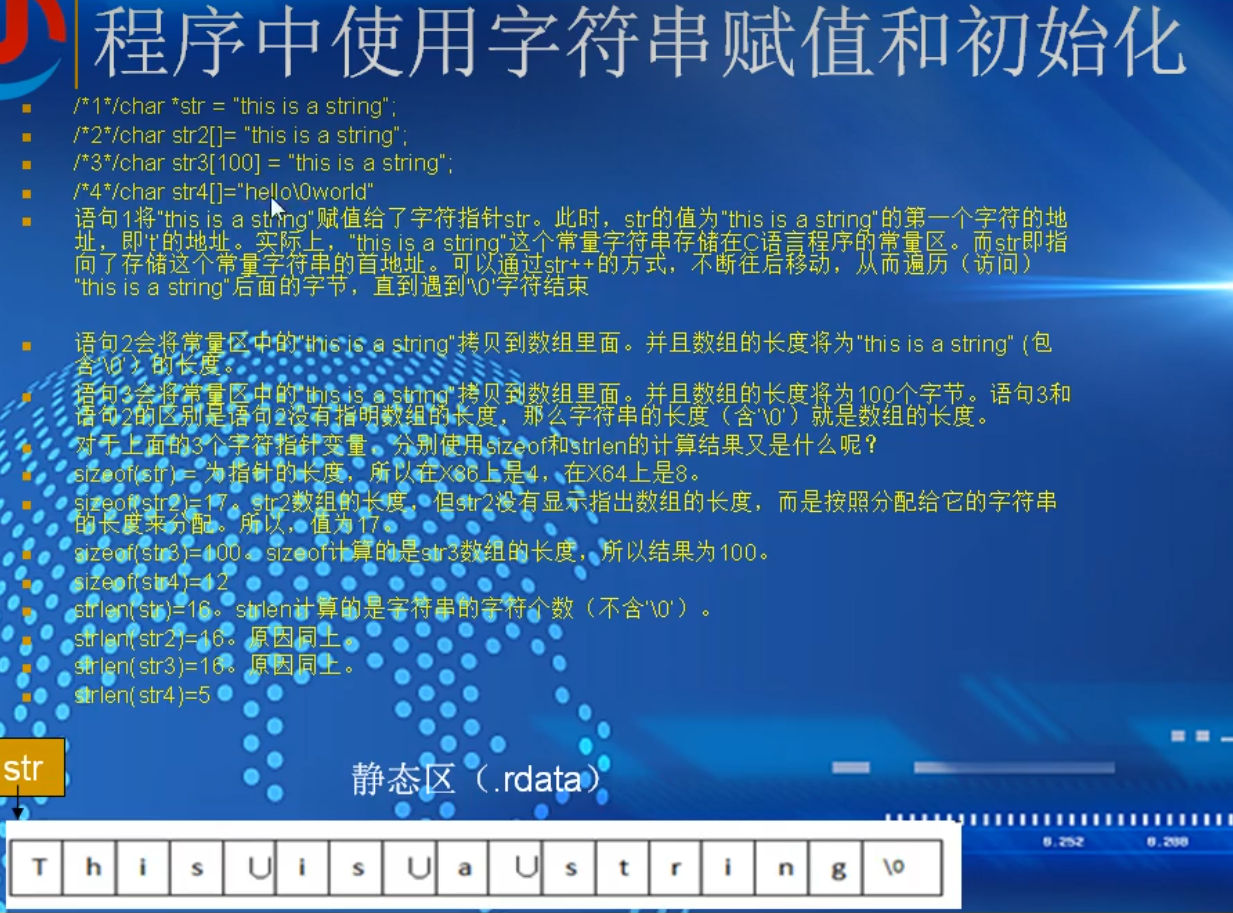 程序中使用字符串赋值和初始化
/*1*/char *str = "this is a string";
/*2*/char str2[]= "this is a string";
/*3*/char str3[100] = "this is a string";
/*4*/char str4[]="hello\0world"
语句1将"this is a string"赋值给了字符指针str。此时，str的值为"this is a string"的第一个字符的地
址，即't'的地址。实际上，"this is a string"这个常量字符串存储在C语言程序的常量区。而str即指
向了存储这个常量字符串的首地址。可以通过str++的方式，不断往后移动，从而遍历（访问）
"this is a string"后面的字节，直到遇到'\0'字符结束
语句2会将常量区中的"this is a string"拷贝到数组里面。并且数组的长度将为"this is a string" (包
含'\0'）的长度。
语句3会将常量区中的"this is a string"拷贝到数组里面。并且数组的长度将为100个字节。语句3和
语句2的区别是语句2没有指明数组的长度，那么字符串的长度（含'\0'）就是数组的长度。
对于上面的3个字符指针变量，分别使用sizeof和strlen的计算结果又是什么呢？
sizeof(str) = 为指针的长度，所以在X86上是4，在X64上是8。
sizeof(str2)=17。str2数组的长度，但str2没有显示指出数组的长度，而是按照分配给它的字符串
的长度来分配。所以，值为17。
sizeof(str3)=100。sizeof计算的是str3数组的长度，所以结果为100。
sizeof(str4)=12
strlen(str)=16。strlen计算的是字符串的字符个数（不含'\0'）。
strlen(str2)=16。原因同上。
strlen(str3)=16。原因同上。
strlen(str4)=5
str
静态区（.rdata）
T h i s U i s U a U s t r i n g \0
0.252 0.288